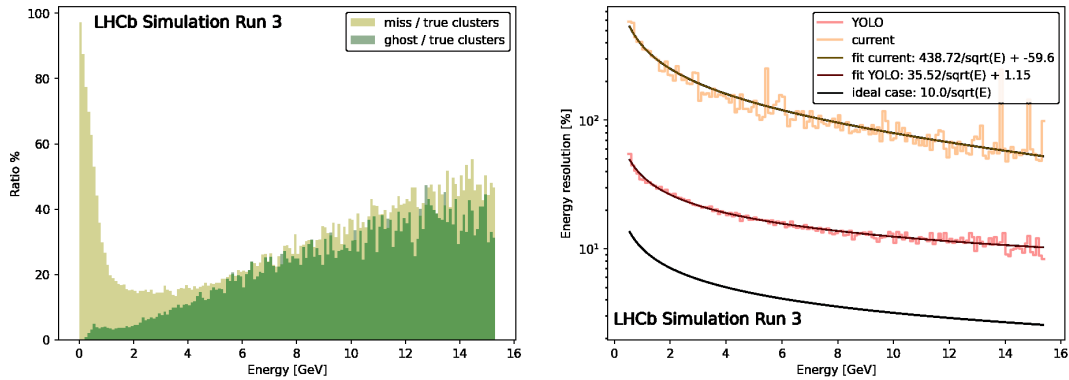 LHCb Simulation Run 3
miss / true clusters
ghost / true clusters
100
80
60
40
20
0
Ratio %
0 2 4 6 8 10 12 14 16
Energy [GeV]
YOLO
current
fit current: 438.72/sqrt(E) + -59.6
fit YOLO: 35.52/sqrt(E) + 1.15
ideal case: 10.0/sqrt(E)
10²
10¹
Energy resolution [%]
LHCb Simulation Run 3
0 2 4 6 8 10 12 14 16
Energy [GeV]